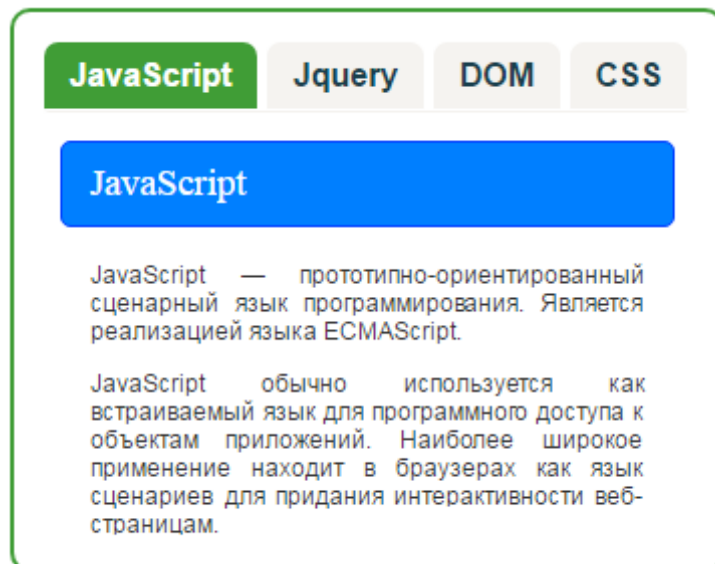 JavaScript Jquery DOM CSS
JavaScript
JavaScript — прототипно-ориентированный
сценарный язык программирования. Является
реализацией языка ECMAScript.
JavaScript обычно используется как
встраиваемый язык для программного доступа к
объектам приложений. Наиболее широкое
применение находит в браузерах как язык
сценариев для придания интерактивности веб-
страницам.